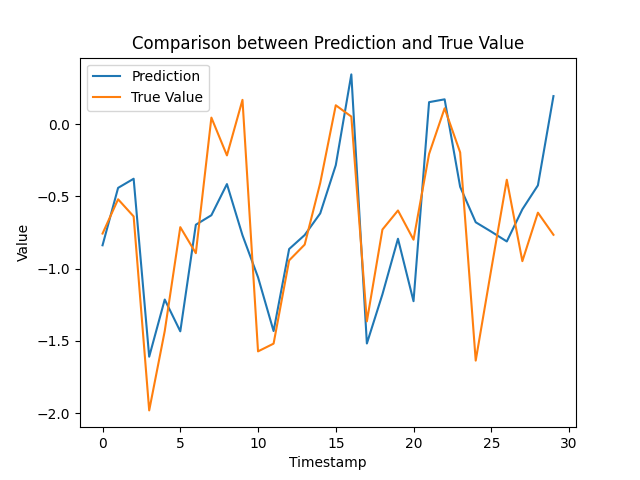 Comparison between Prediction and True Value
Prediction
True Value
0.0
−0.5
−1.0
−1.5
−2.0
Value
0 5 10 15 20 25 30
Timestamp